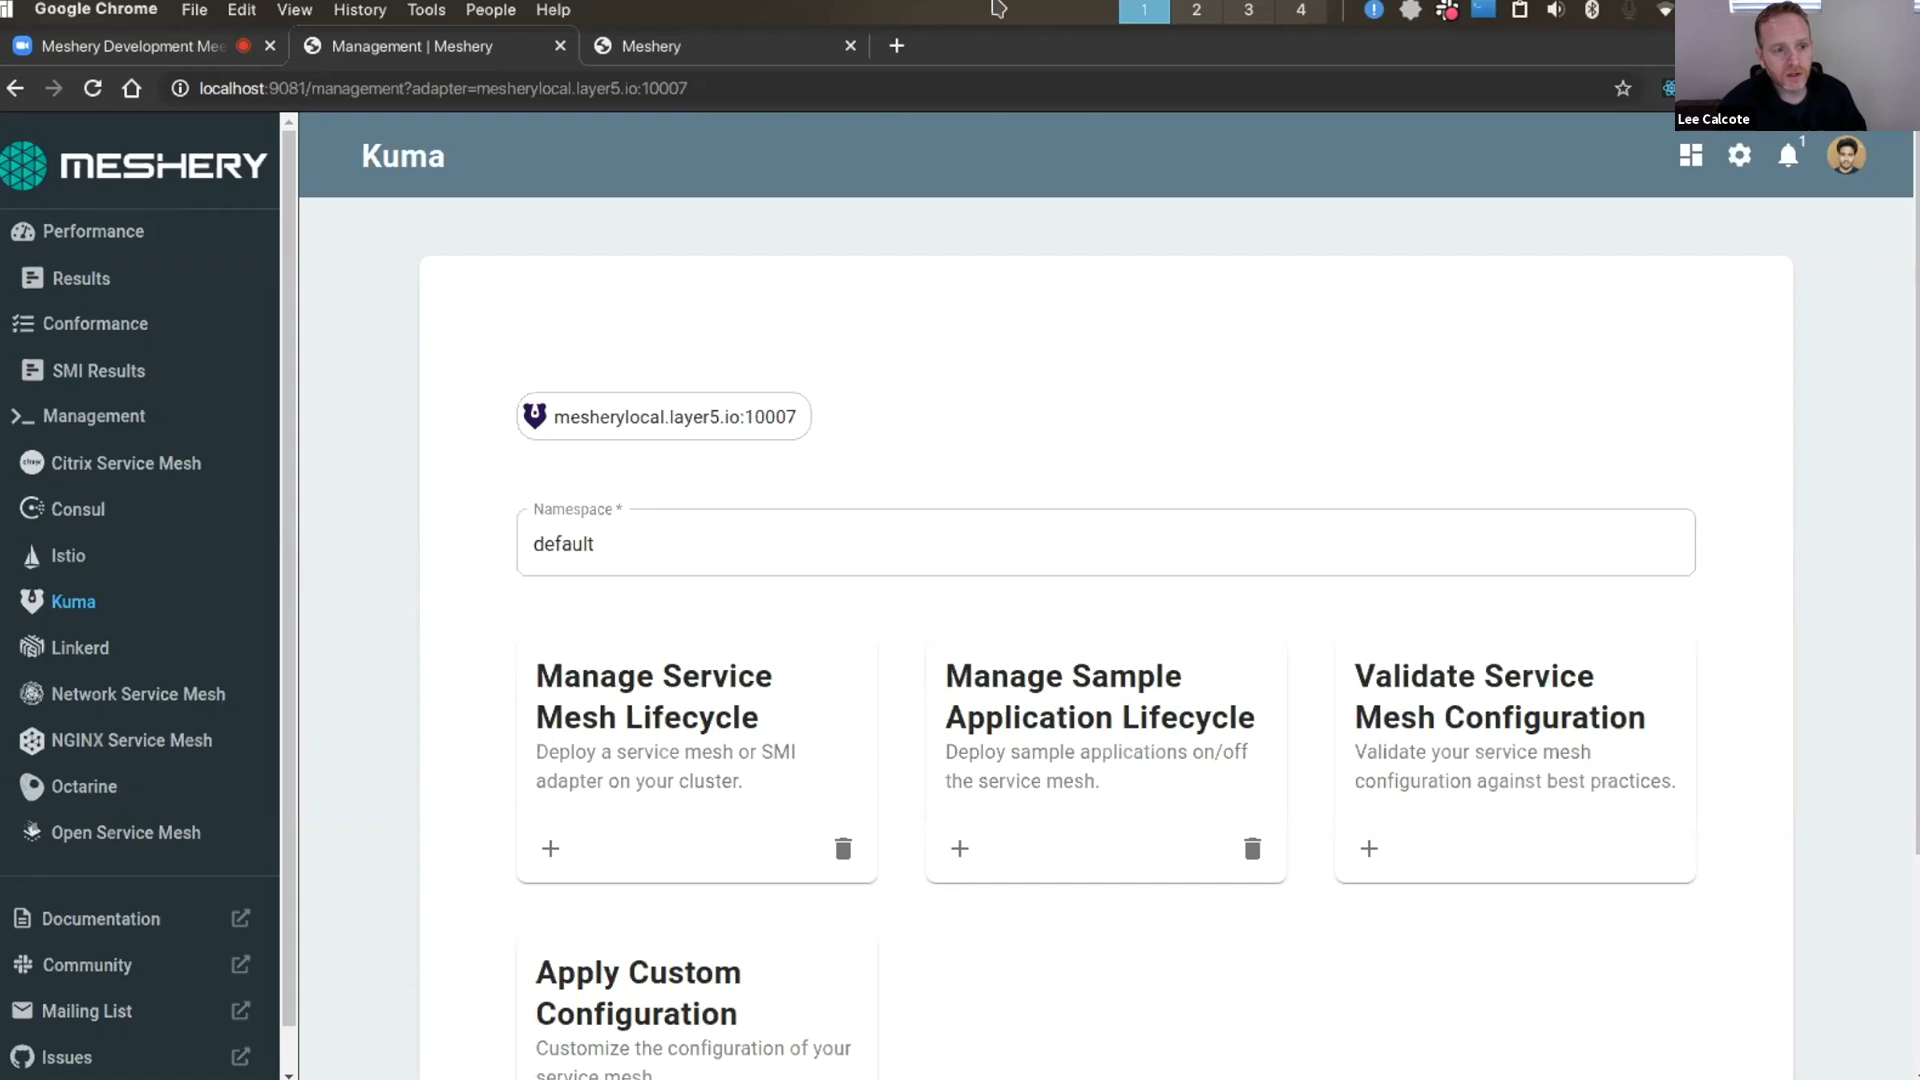 Google Chrome File Edit View History Tools People Help
1 2 3 4
Meshery Development Mee
Management | Meshery
Meshery
localhost:9081/management?adapter=mesherylocal.layer5.io:10007
Lee Calcote
MESHERY
Kuma
1
Performance
Results
Conformance
SMI Results
Management
Citrix Service Mesh
Consul
Istio
Kuma
Linkerd
Network Service Mesh
NGINX Service Mesh
Octarine
Open Service Mesh
Documentation
Community
Mailing List
Issues
mesherylocal.layer5.io:10007
Namespace *
default
Manage Service
Mesh Lifecycle
Deploy a service mesh or SMI
adapter on your cluster.
Manage Sample
Application Lifecycle
Deploy sample applications on/off
the service mesh.
Validate Service
Mesh Configuration
Validate your service mesh
configuration against best practices.
Apply Custom
Configuration
Customize the configuration of your
service mesh.